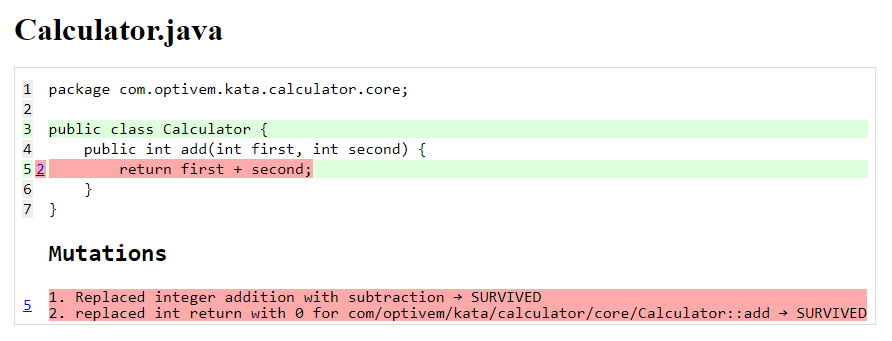 Calculator.java
1 package com.optivem.kata.calculator.core;
2
3 public class Calculator {
4     public int add(int first, int second) {
5 2         return first + second;
6     }
7 }
Mutations
1. Replaced integer addition with subtraction → SURVIVED
5 2. replaced int return with 0 for com/optivem/kata/calculator/core/Calculator::add → SURVIVED